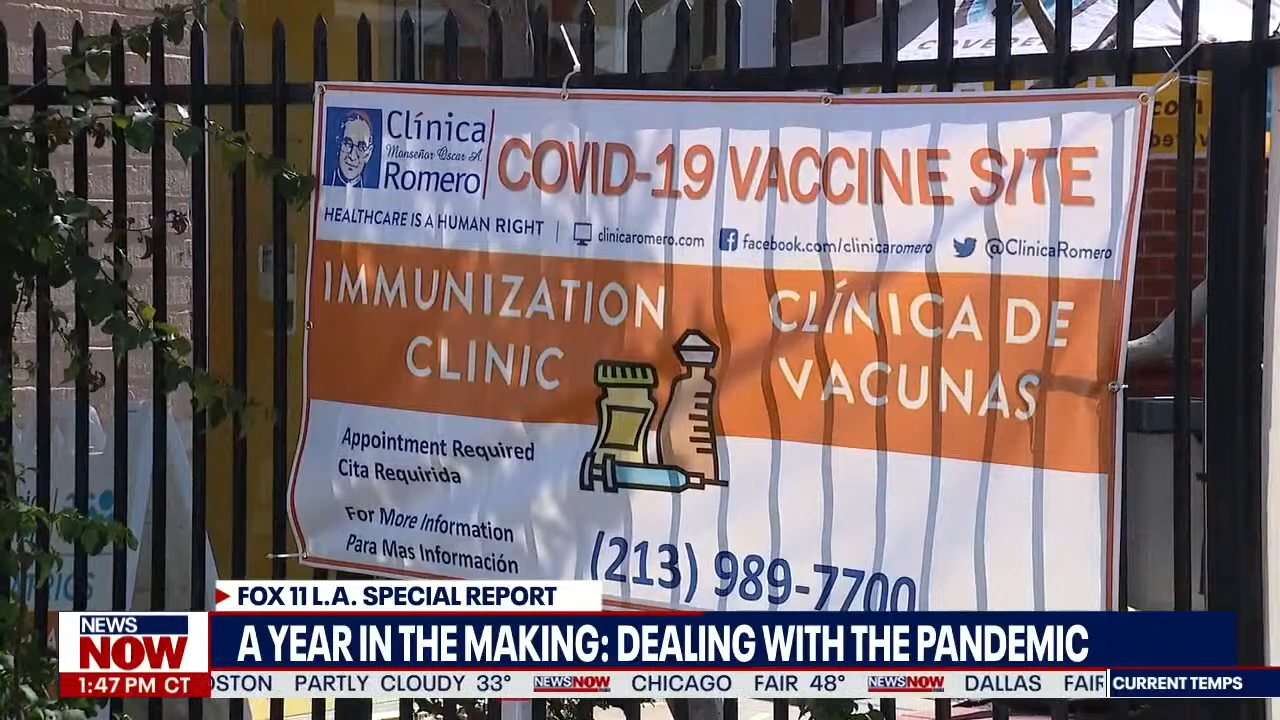 COVERED
.com
Clínica
Monseñor Oscar A.
Romero
COVID-19 VACCINE SITE
HEALTHCARE IS A HUMAN RIGHT
clinicaromero.com
facebook.com/clinicaromero
@ClinicaRomero
IMMUNIZATION
CLINIC
CLÍNICA DE
VACUNAS
Appointment Required
Cita Requirida
For More Information
Para Mas Información
(213) 989-7700
FOX 11 L.A. SPECIAL REPORT
NEWS
NOW
A YEAR IN THE MAKING: DEALING WITH THE PANDEMIC
1:47 PM CT
OSTON PARTLY CLOUDY 33° NEWSNOW CHICAGO FAIR 48° NEWSNOW DALLAS FAIR
CURRENT TEMPS